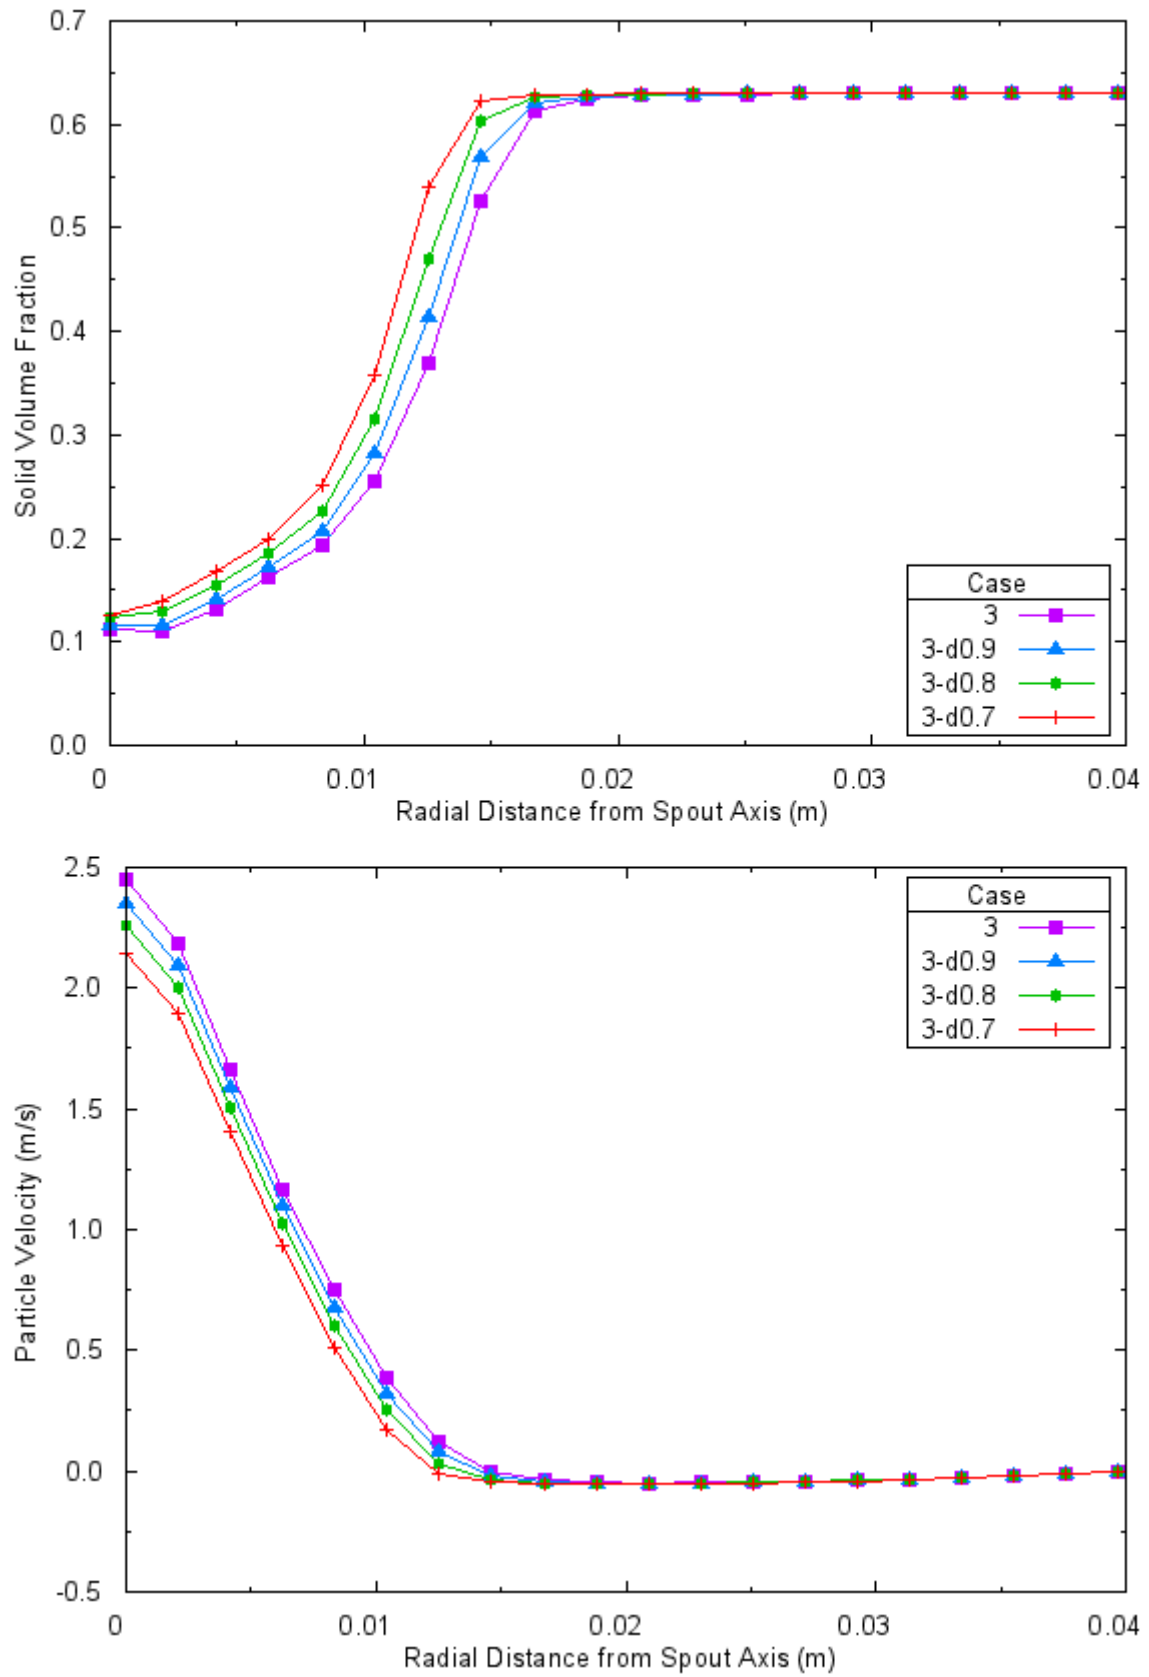 0.7
0.6
0.5
0.4
0.3
0.2
0.1
0.0
Solid Volume Fraction
Case
3
3-d0.9
3-d0.8
3-d0.7
0 0.01 0.02 0.03 0.04
Radial Distance from Spout Axis (m)
2.5
2.0
1.5
1.0
0.5
0.0
-0.5
Particle Velocity (m/s)
Case
3
3-d0.9
3-d0.8
3-d0.7
0 0.01 0.02 0.03 0.04
Radial Distance from Spout Axis (m)